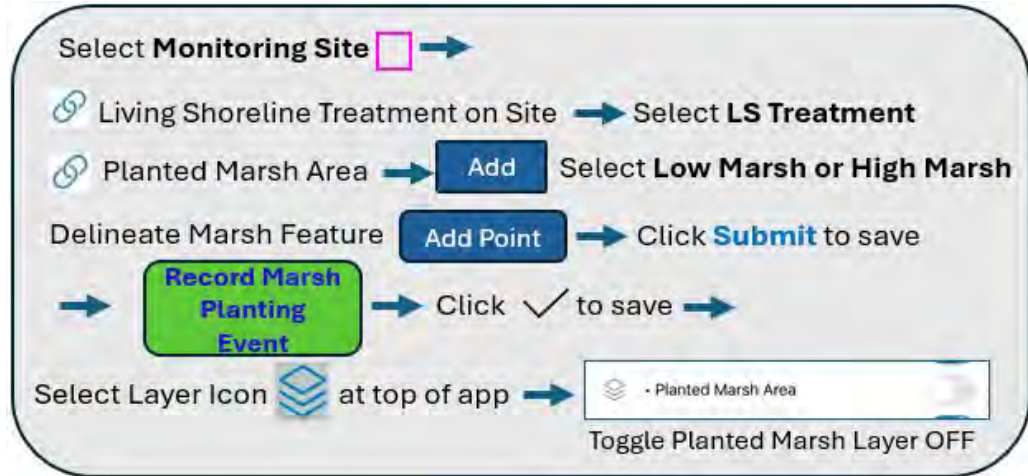 Select Monitoring Site
Living Shoreline Treatment on Site Select LS Treatment
Planted Marsh Area Add Select Low Marsh or High Marsh
Delineate Marsh Feature Add Point Click Submit to save
Record Marsh
Planting
Event
Click to save
Select Layer Icon at top of app • Planted Marsh Area
Toggle Planted Marsh Layer OFF